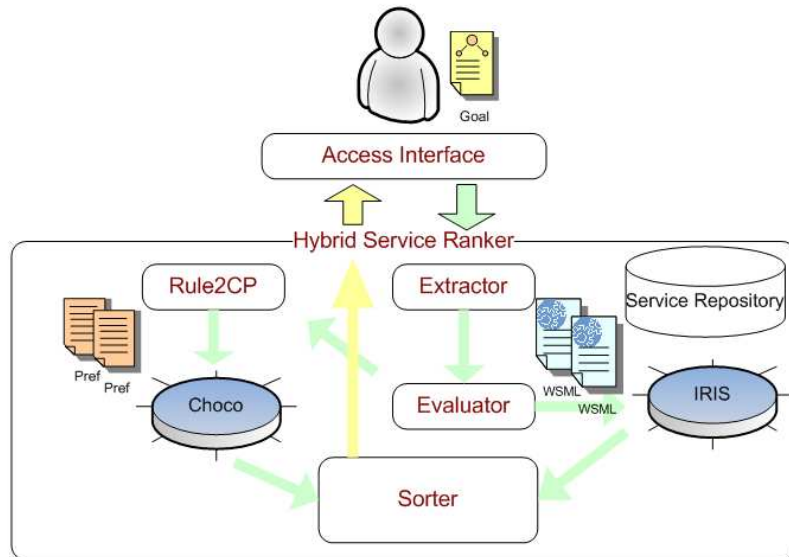 Goal
Access Interface
Hybrid Service Ranker
Rule2CP
Extractor
Service Repository
Pref
Pref
WSML
WSML
Choco
Evaluator
IRIS
Sorter